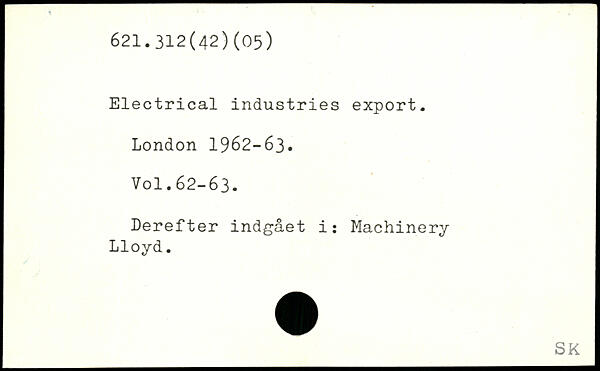 621.312(42)(05)
Electrical industries export.
London 1962-63.
Vol.62-63.
Derefter indgået i: Machinery
Lloyd.
SK